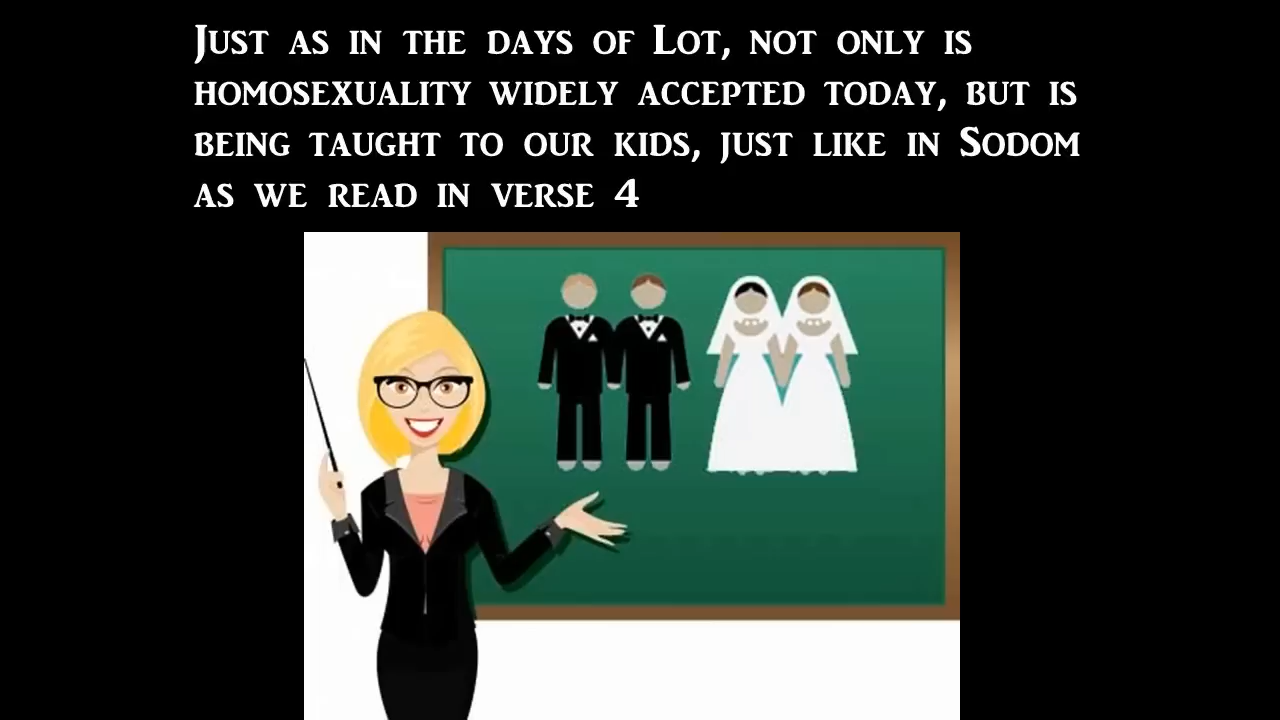 Just as in the days of Lot, not only is
homosexuality widely accepted today, but is
being taught to our kids, just like in Sodom
as we read in verse 4